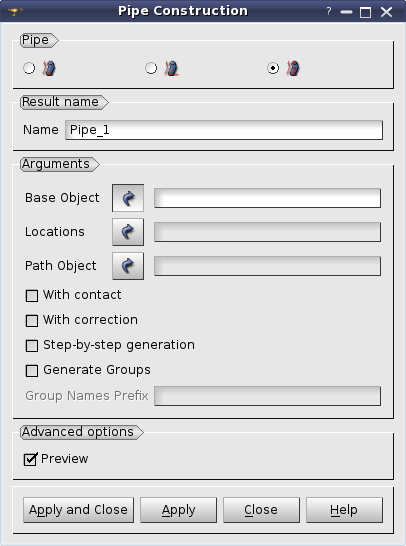 Pipe Construction ?
Pipe
Result name
Name Pipe_1
Arguments
Base Object
Locations
Path Object
With contact
With correction
Step-by-step generation
Generate Groups
Group Names Prefix
Advanced options
Preview
Apply and Close Apply Close Help